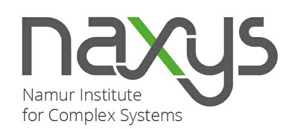 naxys
Namur Institute
for Complex Systems